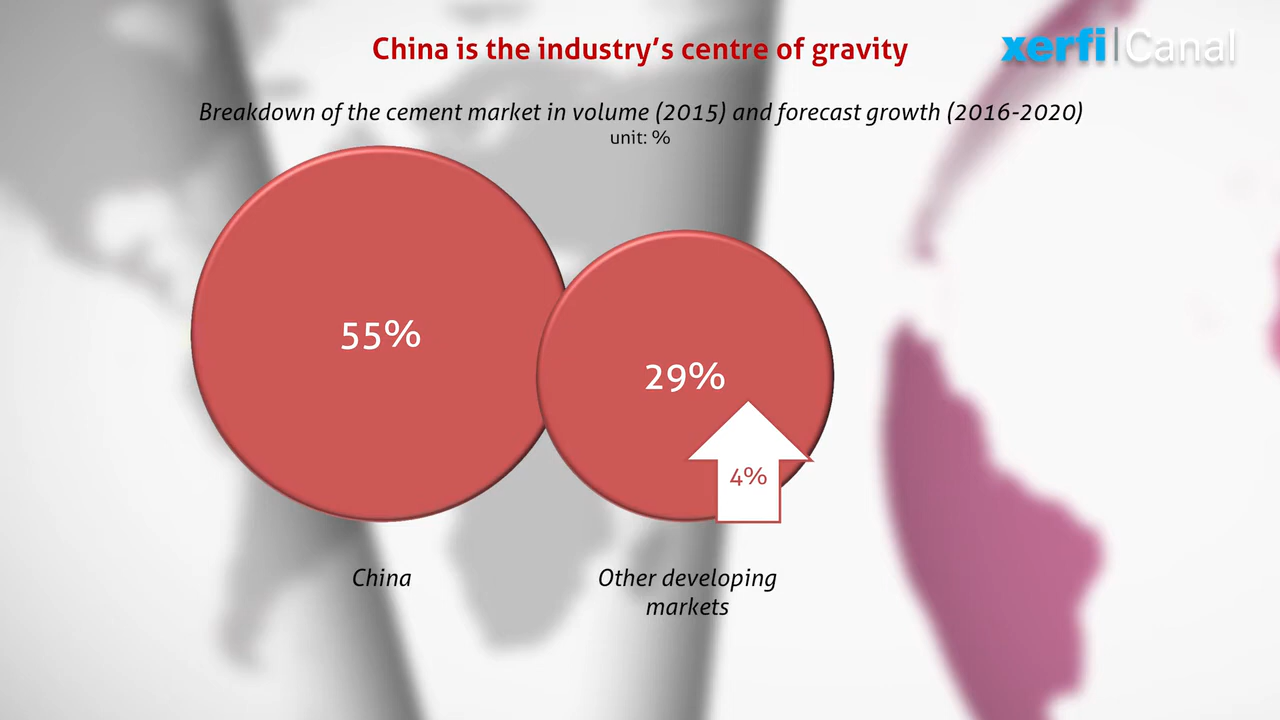 China is the industry’s centre of gravity
xerfi Canal
Breakdown of the cement market in volume (2015) and forecast growth (2016-2020)
unit: %
55%
29%
4%
China
Other developing
markets